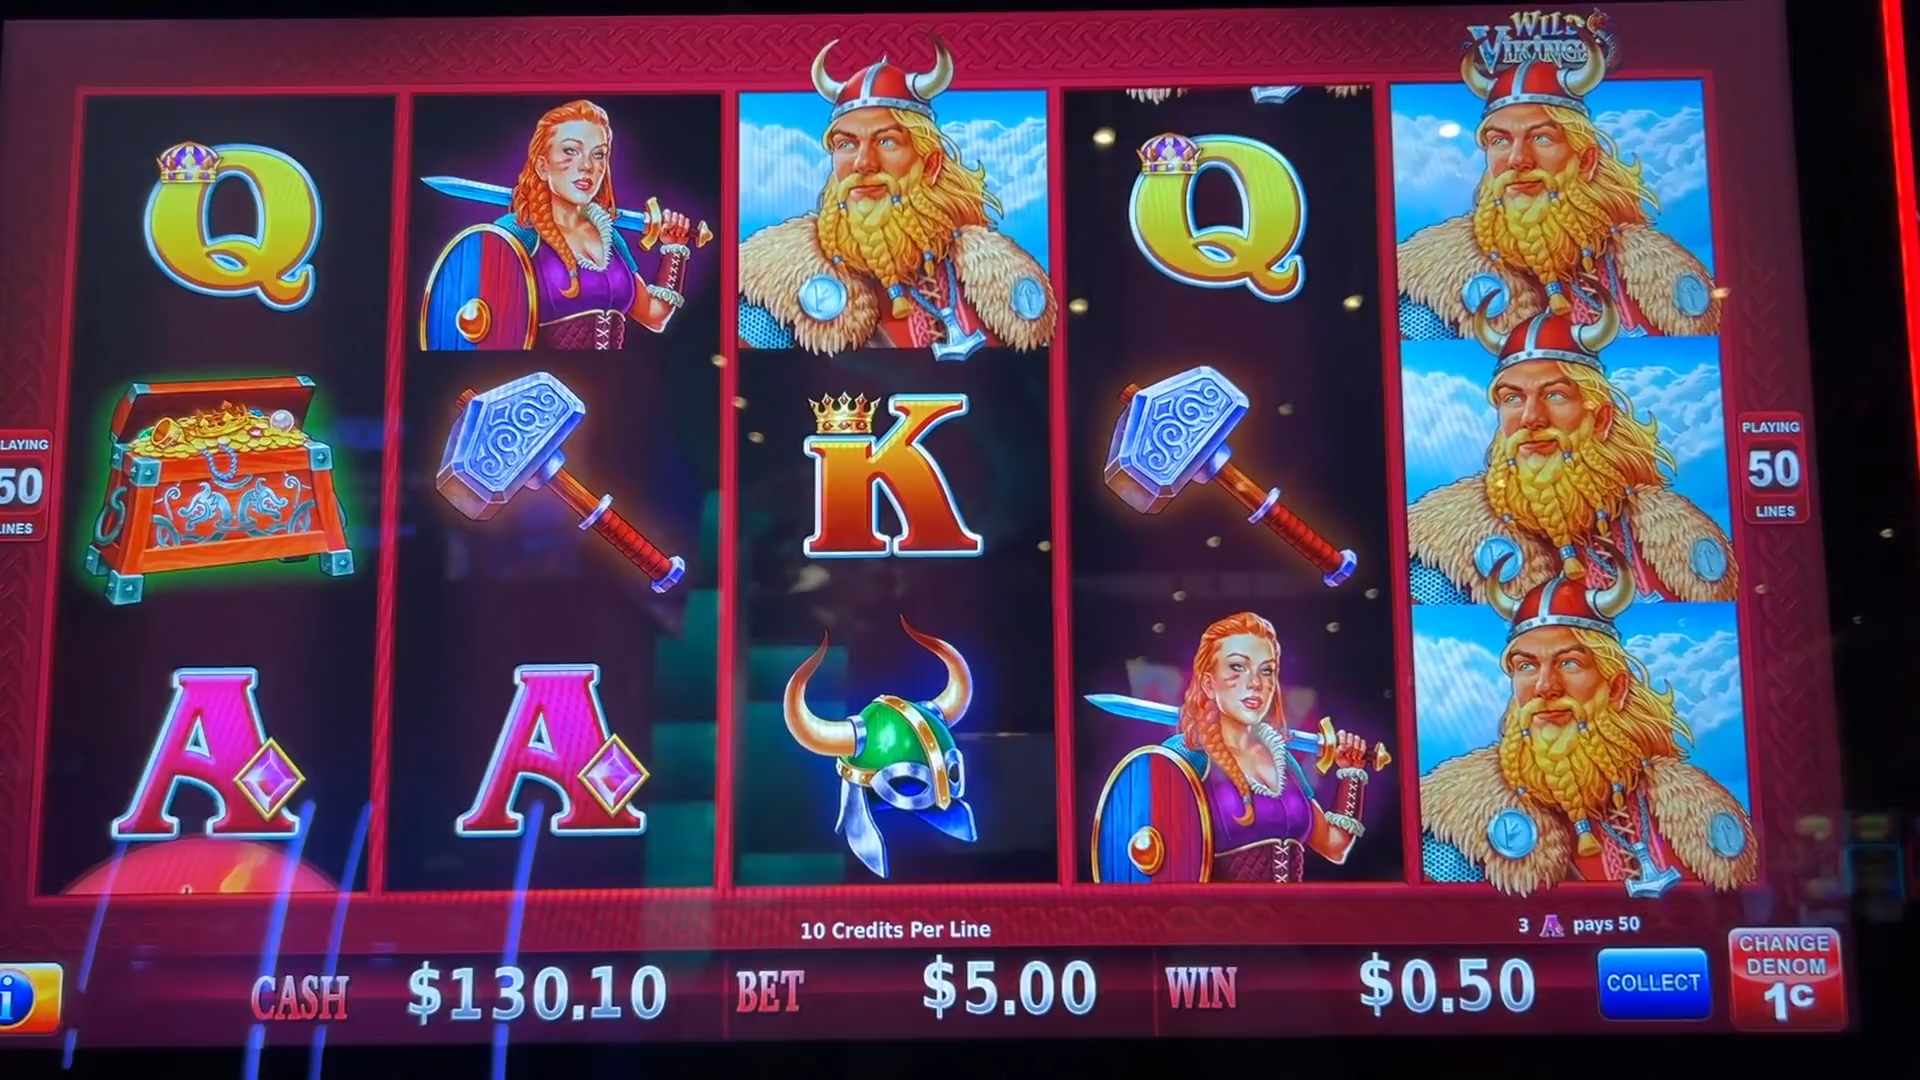 WILD
VIKINGS
Q
Q
K
A
A
PLAYING
50
LINES
PLAYING
50
LINES
10 Credits Per Line
3 A pays 50
i
CASH $130.10
BET $5.00
WIN $0.50
COLLECT
CHANGE
DENOM
1¢